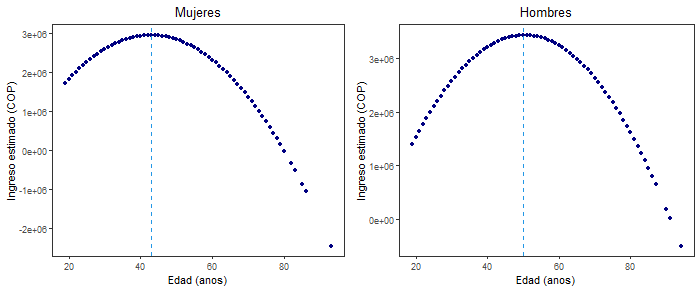 Mujeres
Ingreso estimado (COP)
3e+06
2e+06
1e+06
0e+00
-1e+06
-2e+06
20 40 60 80
Edad (anos)
Hombres
Ingreso estimado (COP)
3e+06
2e+06
1e+06
0e+00
20 40 60 80
Edad (anos)